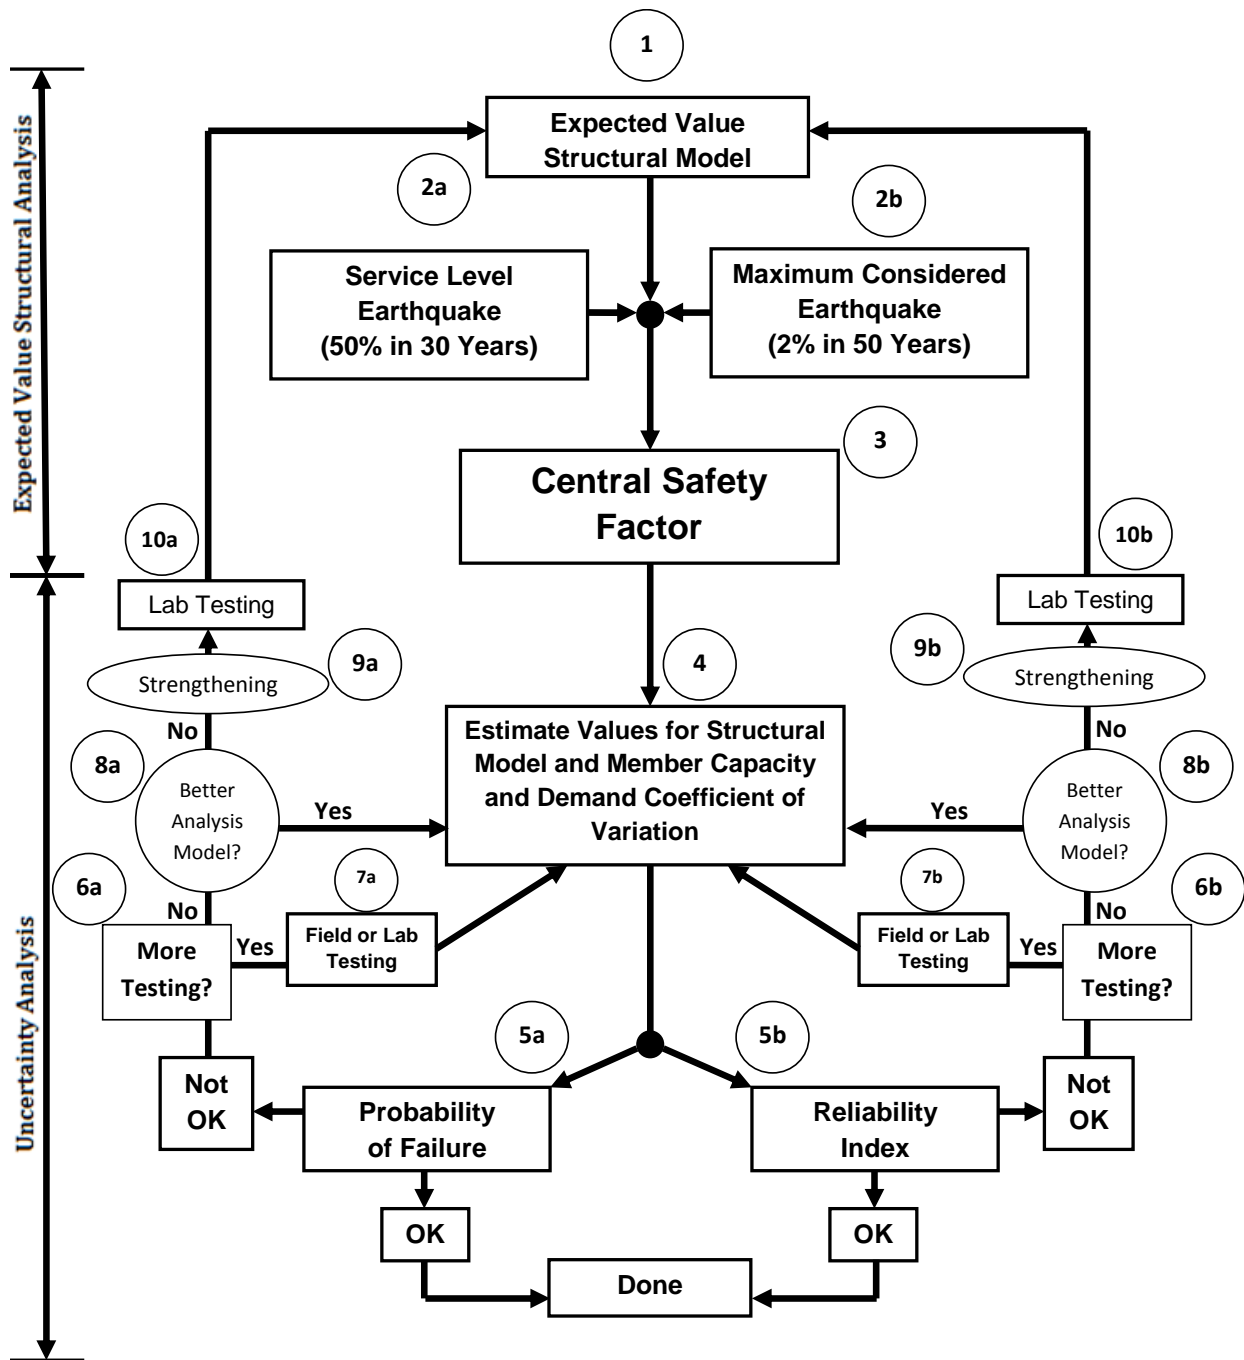 1
Expected Value Structural Analysis
Expected Value
Structural Model
2a
2b
Service Level
Earthquake
(50% in 30 Years)
Maximum Considered
Earthquake
(2% in 50 Years)
3
Central Safety
Factor
10a
10b
Lab Testing
Lab Testing
9a
4
9b
Strengthening
Strengthening
No
No
Estimate Values for Structural
Model and Member Capacity
and Demand Coefficient of
Variation
8a
8b
Better
Analysis
Model?
Yes
Yes
Better
Analysis
Model?
6a
7a
7b
6b
No
No
More
Testing?
Yes
Field or Lab
Testing
Field or Lab
Testing
Yes
More
Testing?
Uncertainty Analysis
5a
5b
Not
OK
Probability
of Failure
Reliability
Index
Not
OK
OK
OK
Done